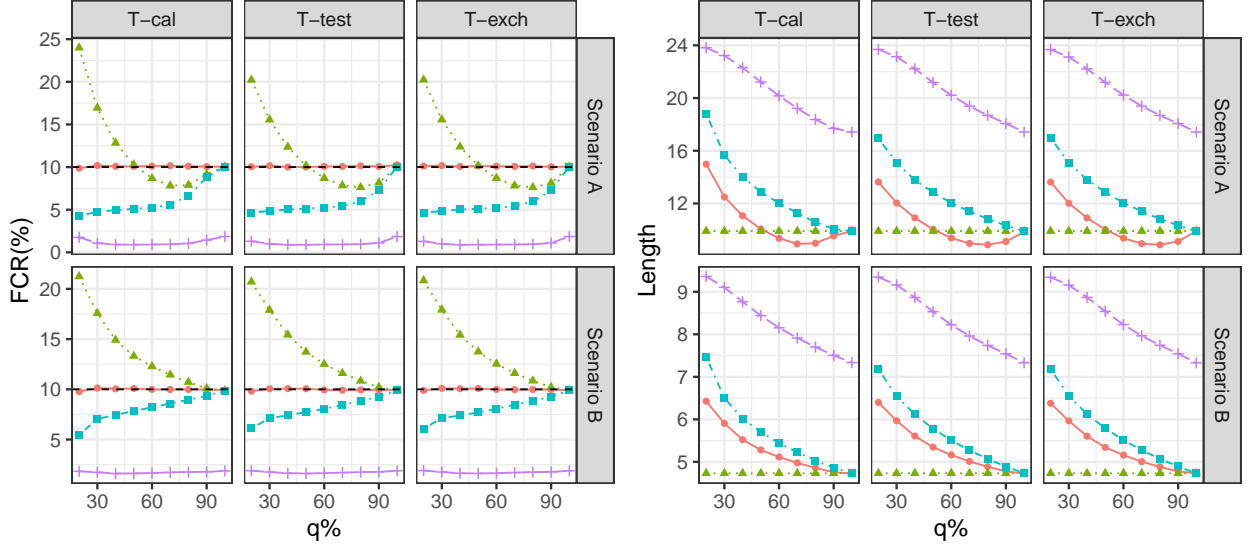 T−cal T−test T−exch
25
20
15
10
5
0
Scenario A
20
15
10
5
Scenario B
FCR(%)
30 60 90 30 60 90 30 60 90
q%
T−cal T−test T−exch
24
20
16
12
Scenario A
9
8
7
6
5
Scenario B
Length
30 60 90 30 60 90 30 60 90
q%